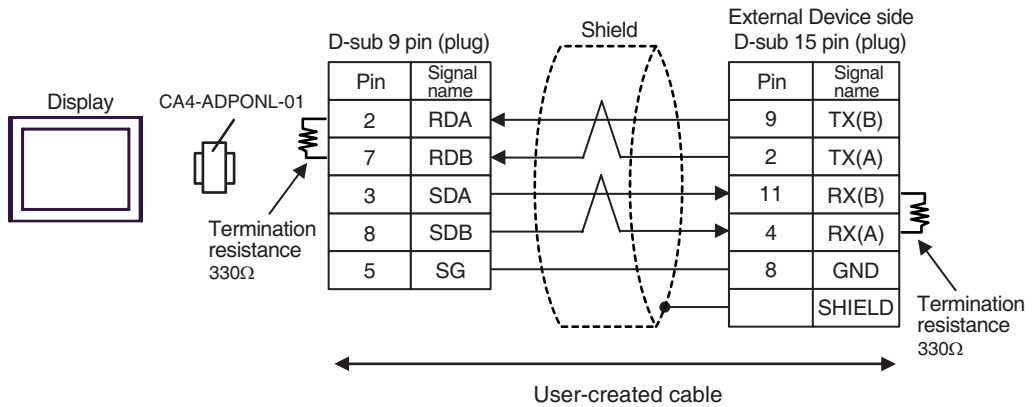 Display
CA4-ADPONL-01
Termination
resistance
330Ω
D-sub 9 pin (plug)
Pin Signal name
2 RDA
7 RDB
3 SDA
8 SDB
5 SG
Shield
External Device side
D-sub 15 pin (plug)
Pin Signal name
9 TX(B)
2 TX(A)
11 RX(B)
4 RX(A)
8 GND
SHIELD
Termination
resistance
330Ω
User-created cable